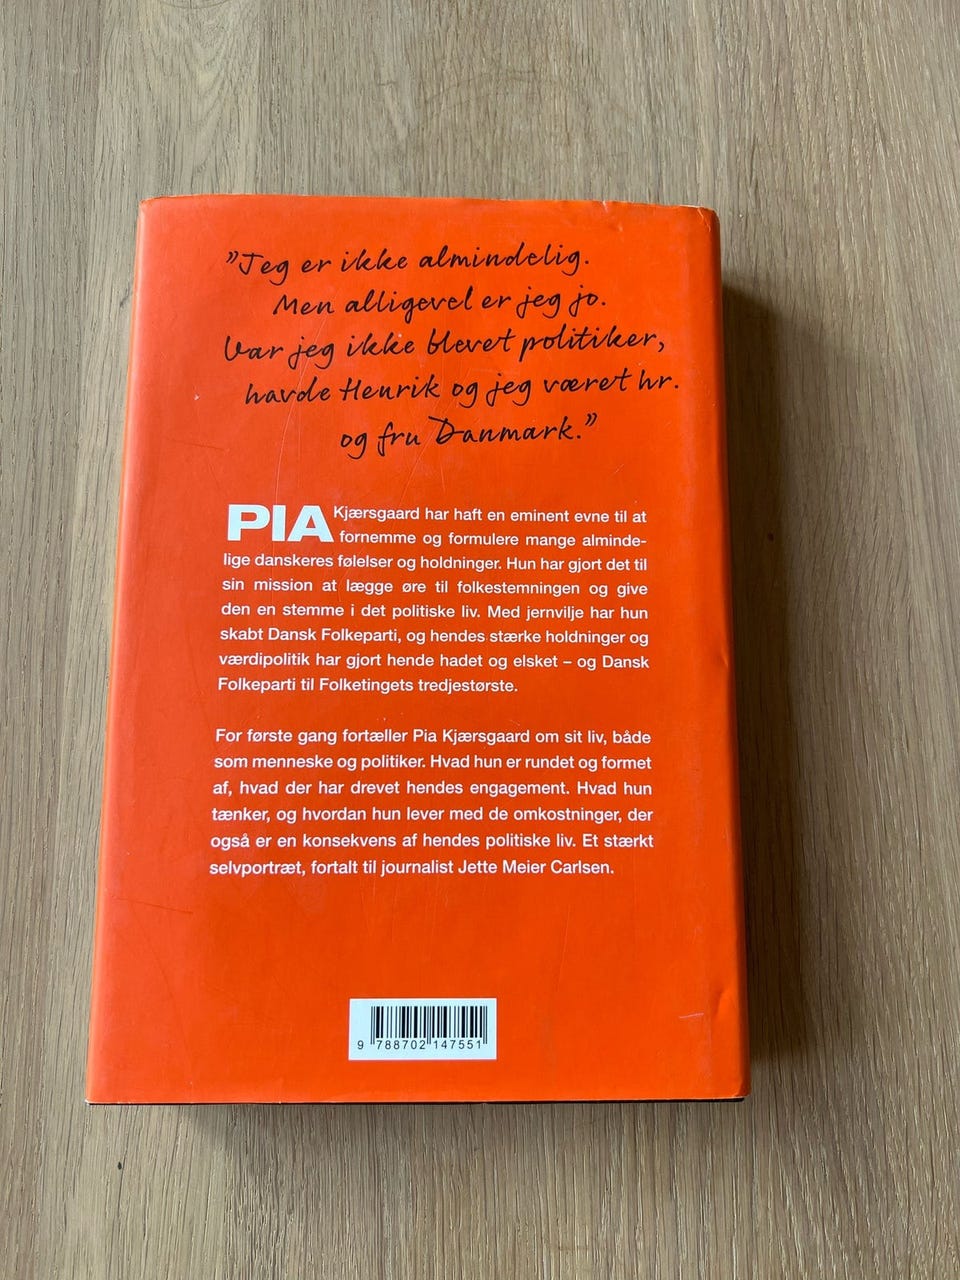 ”Jeg er ikke almindelig.
Men alligevel er jeg jo.
Var jeg ikke blevet politiker,
havde Henrik og jeg været hr.
og fru Danmark.”
PIA Kjærsgaard har haft en eminent evne til at
fornemme og formulere mange alminde-
lige danskeres følelser og holdninger. Hun har gjort det til
sin mission at lægge øre til folkestemningen og give
den en stemme i det politiske liv. Med jernvilje har hun
skabt Dansk Folkeparti, og hendes stærke holdninger og
værdipolitik har gjort hende hadet og elsket – og Dansk
Folkeparti til Folketingets tredjestørste.
For første gang fortæller Pia Kjærsgaard om sit liv, både
som menneske og politiker. Hvad hun er rundet og formet
af, hvad der har drevet hendes engagement. Hvad hun
tænker, og hvordan hun lever med de omkostninger, der
også er en konsekvens af hendes politiske liv. Et stærkt
selvportræt, fortalt til journalist Jette Meier Carlsen.
9 788702 147551